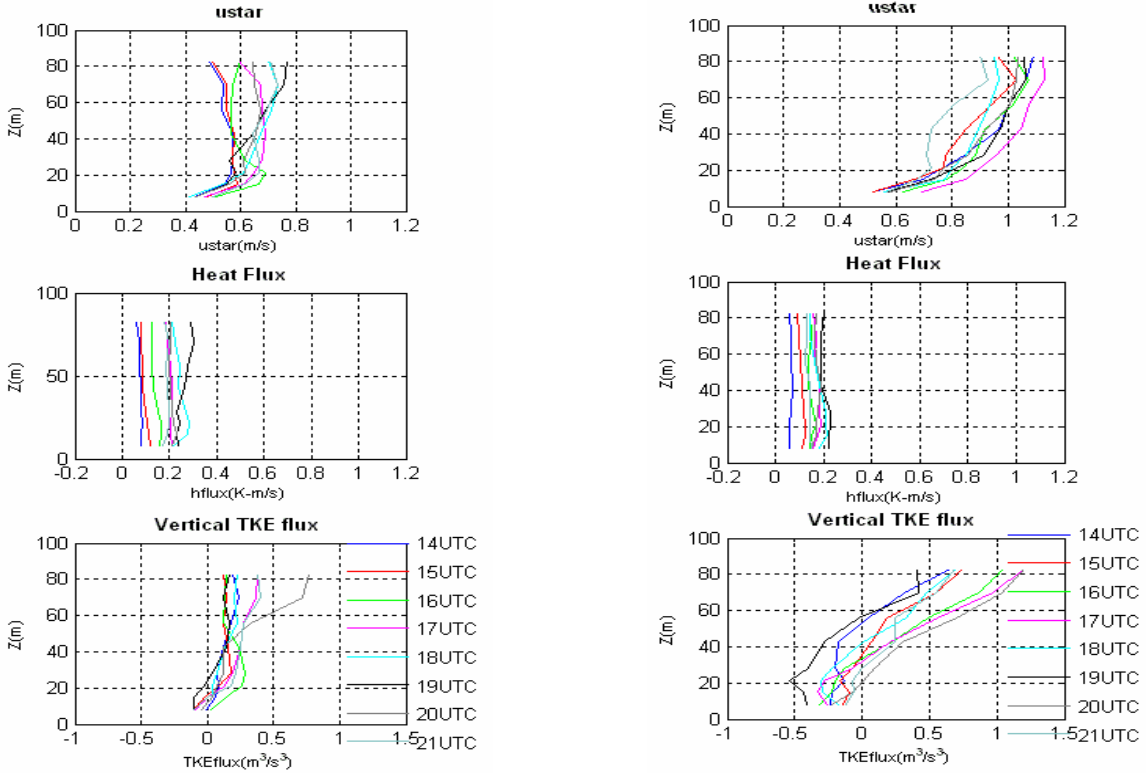 ustar
100
80
60
40
20
0
Z(m)
0 0.2 0.4 0.6 0.8 1 1.2
ustar(m/s)
Heat Flux
100
50
0
Z(m)
-0.2 0 0.2 0.4 0.6 0.8 1 1.2
hflux(K-m/s)
Vertical TKE flux
100
80
60
40
20
0
Z(m)
-1 -0.5 0 0.5 1 1.5
TKEflux(m³/s³)
14UTC
15UTC
16UTC
17UTC
18UTC
19UTC
20UTC
21UTC
ustar
100
80
60
40
20
0
Z(m)
0 0.2 0.4 0.6 0.8 1 1.2
ustar(m/s)
Heat Flux
100
80
60
40
20
0
Z(m)
-0.2 0 0.2 0.4 0.6 0.8 1 1.2
hflux(K-m/s)
Vertical TKE flux
100
80
60
40
20
0
Z(m)
-1 -0.5 0 0.5 1 1.5
TKEflux(m³/s³)
14UTC
15UTC
16UTC
17UTC
18UTC
19UTC
20UTC
21UTC